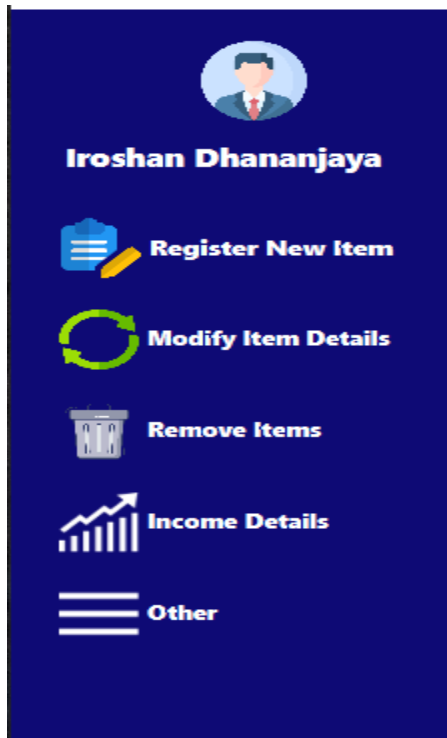 Iroshan Dhananjaya
Register New Item
Modify Item Details
Remove Items
Income Details
Other